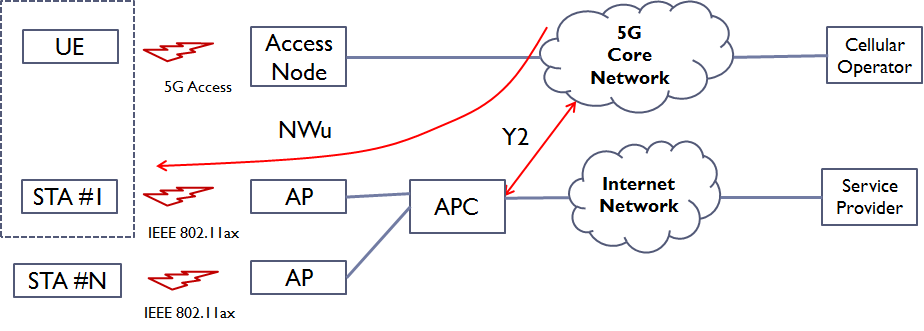 UE
5G Access
Access
Node
5G
Core
Network
Cellular
Operator
NWu
Y2
STA #1
IEEE 802.11ax
AP
APC
Internet
Network
Service
Provider
STA #N
IEEE 802.11ax
AP